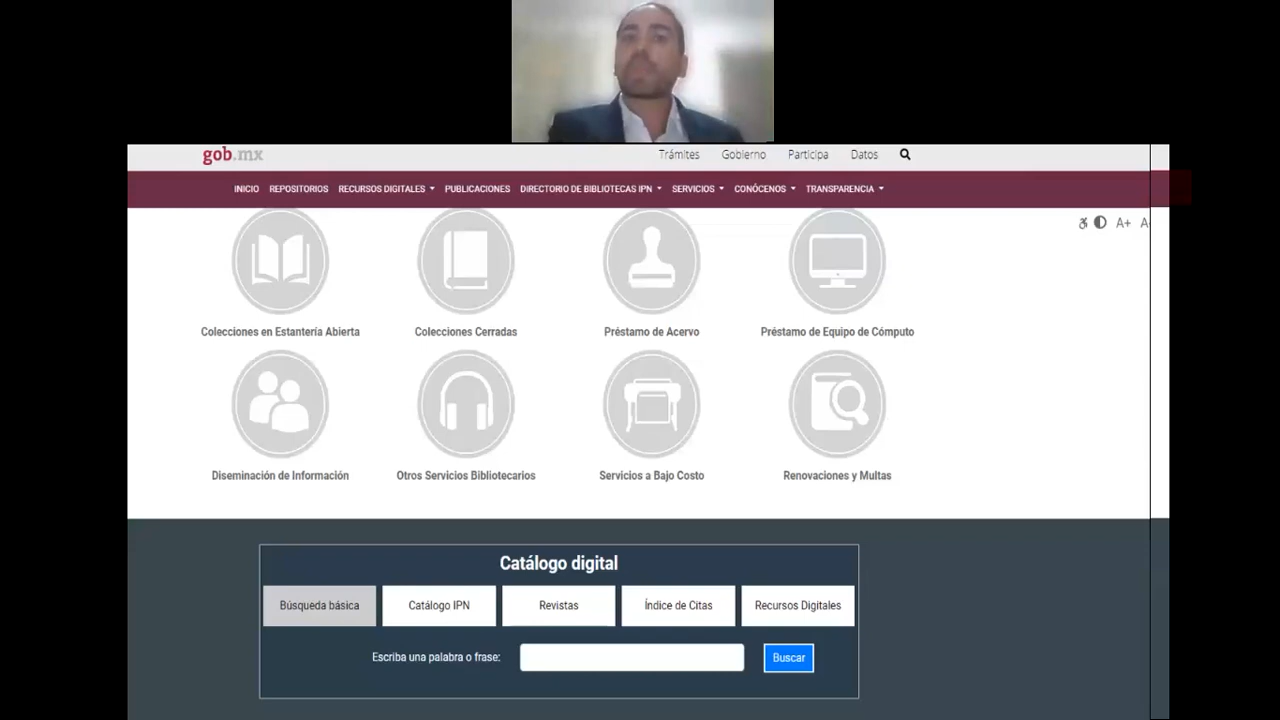 gob.mx
Trámites Gobierno Participa Datos
INICIO REPOSITORIOS RECURSOS DIGITALES PUBLICACIONES DIRECTORIO DE BIBLIOTECAS IPN SERVICIOS CONÓCENOS TRANSPARENCIA
A+ A-
Colecciones en Estantería Abierta Colecciones Cerradas Préstamo de Acervo Préstamo de Equipo de Cómputo
Diseminación de Información Otros Servicios Bibliotecarios Servicios a Bajo Costo Renovaciones y Multas
Catálogo digital
Búsqueda básica Catálogo IPN Revistas Índice de Citas Recursos Digitales
Escriba una palabra o frase: Buscar